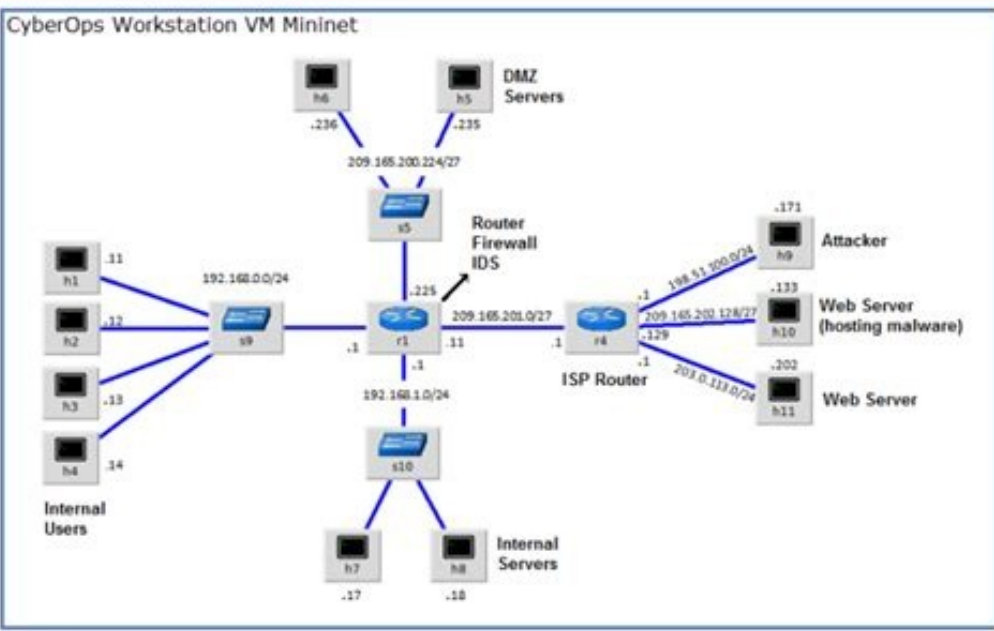 CyberOps Workstation VM Mininet
h6
h5
DMZ
Servers
.236
.235
209.165.200.224/27
s5
Router
Firewall
IDS
.225
h1
.11
h2
.12
h3
.13
h4
.14
Internal
Users
192.168.0.0/24
s9
.1
r1
.11
.1
209.165.201.0/27
.1
r4
ISP Router
.1
.129
.1
198.51.100.0/24
209.165.202.128/27
203.0.113.0/24
.171
h9
Attacker
.133
h10
Web Server
(hosting malware)
.202
h11
Web Server
192.168.1.0/24
s10
h7
.17
h8
.18
Internal
Servers